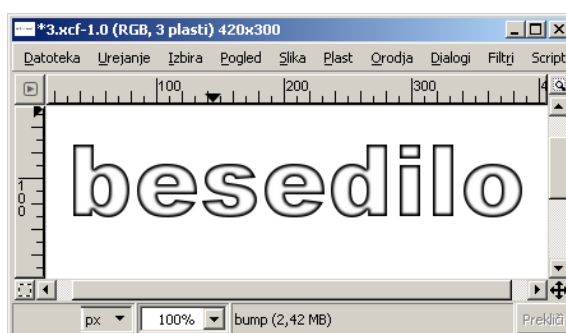 *3.xcf-1.0 (RGB, 3 plasti) 420x300
Datoteka Urejanje Izbira Pogled Slika Plast Orodja Dialogi Filtri Script
100 200 300 4
100
besedilo
px 100% bump (2,42 MB) Prekliči